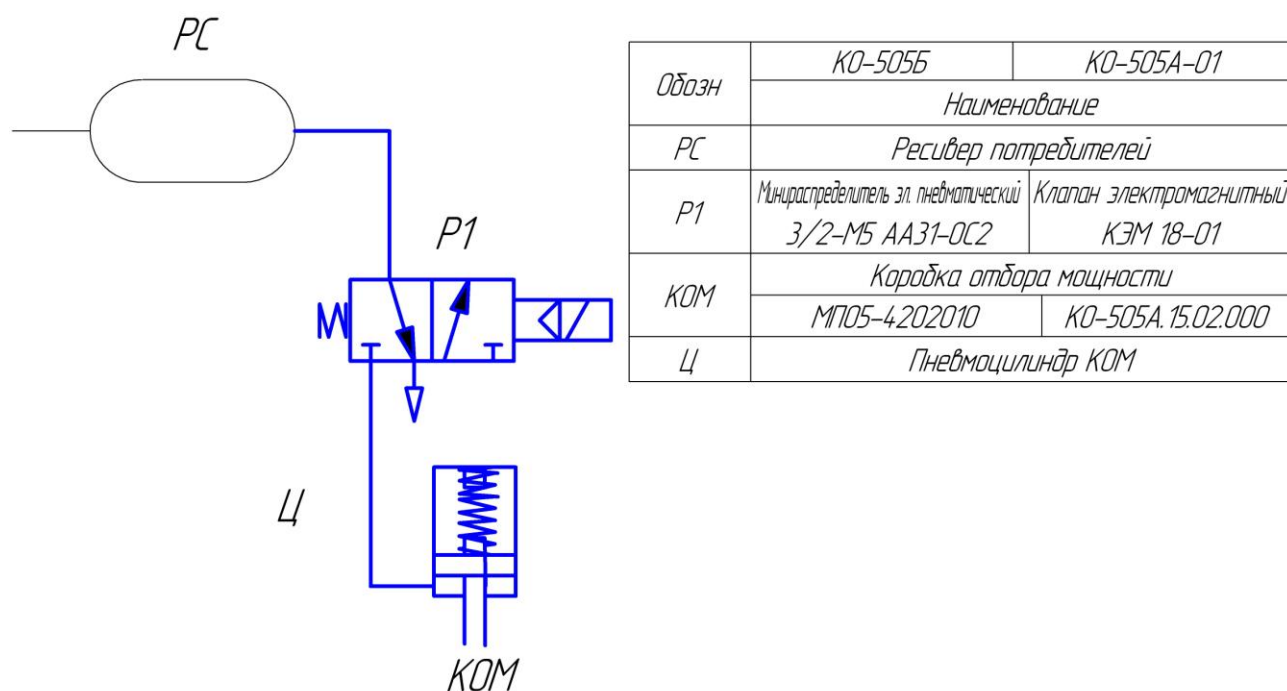 РС
Р1
Ц
КОМ
Обозн
КО-505Б
КО-505А-01
Наименование
РС
Ресивер потребителей
Р1
Минираспределитель эл. пневматический
3/2-М5 АА31-0С2
Клапан электромагнитный
КЭМ 18-01
КОМ
Коробка отбора мощности
МП05-4202010
КО-505А.15.02.000
Ц
Пневмоцилиндр КОМ